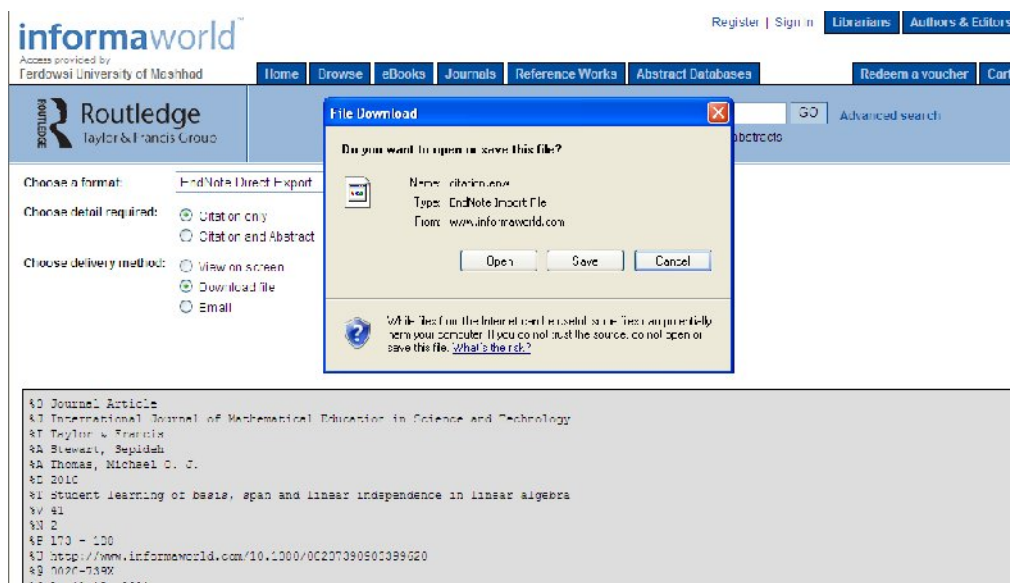 Register | Sign in Librarians Authors & Editors
informaworld
Access provided by
Ferdowsi University of Mashhad
Home Browse eBooks Journals Reference Works Abstract Databases Redeem a voucher Cart
ROUTLEDGE Routledge
Taylor & Francis Group
GO Advanced search
abstracts
File Download
Do you want to open or save this file?
Name: citation.enw
Type: EndNote Import File
From: www.informaworld.com
Open Save Cancel
While files from the Internet can be useful, some files can potentially
harm your computer. If you do not trust the source, do not open or
save this file. What's the risk?
Choose a format: EndNote Direct Export
Choose detail required: Citation only
Citation and Abstract
Choose delivery method: View on screen
Download file
Email
%0 Journal Article
%J International Journal of Mathematical Education in Science and Technology
%I Taylor & Francis
%A Stewart, Sepideh
%A Thomas, Michael O. J.
%D 2010
%T Student learning of basis, span and linear independence in linear algebra
%V 41
%N 2
%P 173 -
%U
%@ 0020-739X